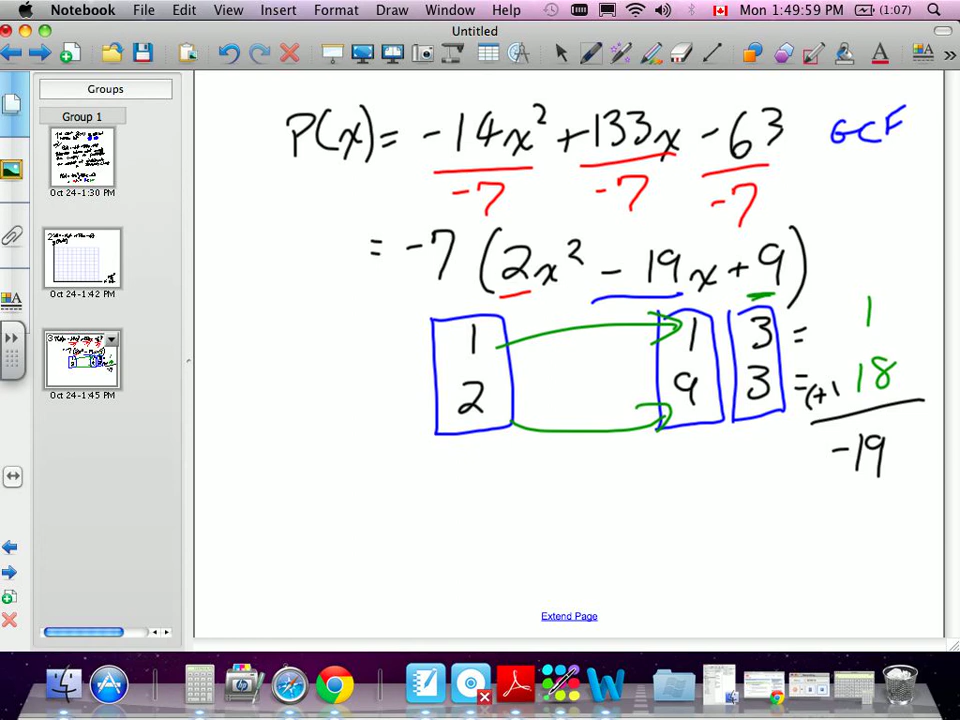 Notebook File Edit View Insert Format Draw Window Help Mon 1:49:59 PM (1:07)
Untitled
Groups
Group 1
Oct 24-1:30 PM
Oct 24-1:42 PM
Oct 24-1:45 PM
P(x) = -14x² + 133x - 63 GCF
-7 -7 -7
= -7 (2x² - 19x + 9)
1 1 3 = 1
2 9 3 = (+) 18
-19
Extend Page